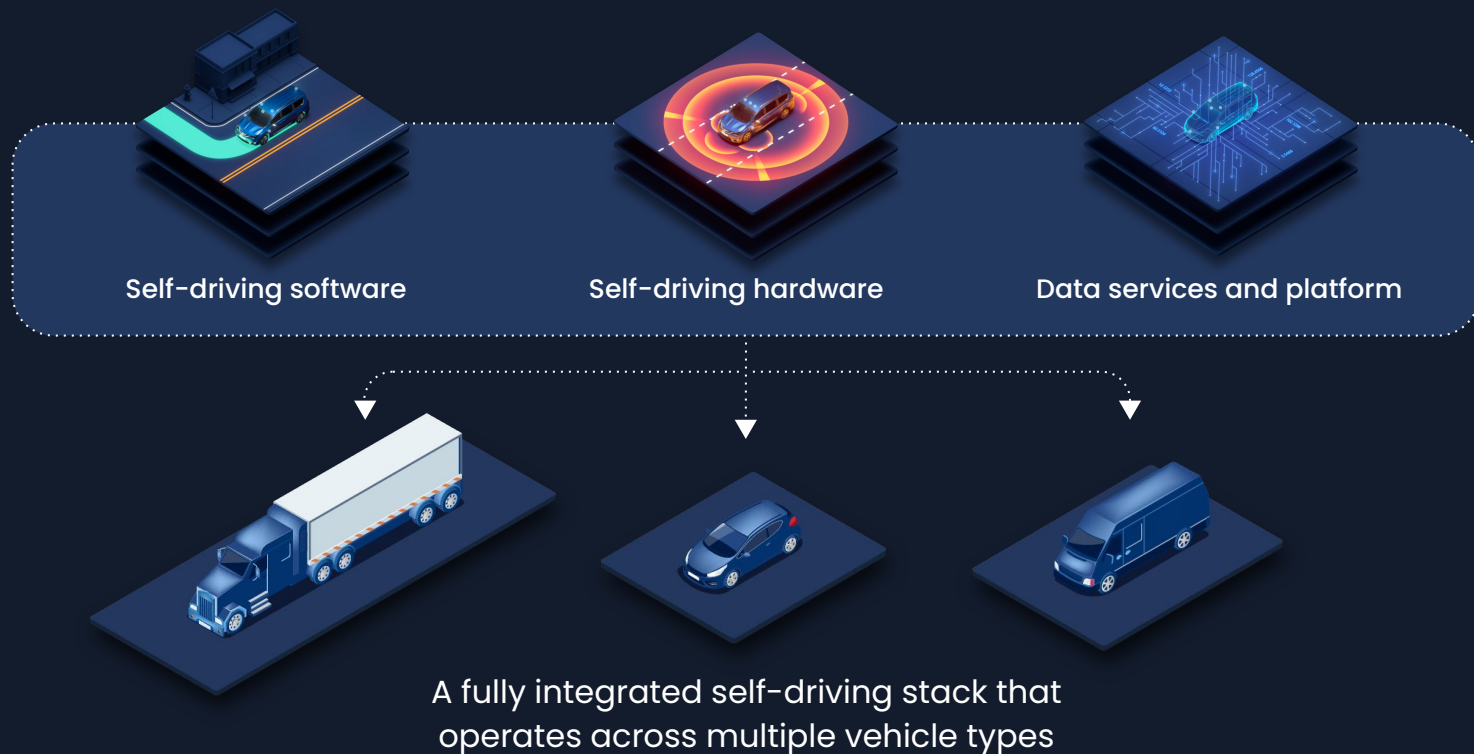 Self-driving software
Self-driving hardware
Data services and platform
A fully integrated self-driving stack that
operates across multiple vehicle types